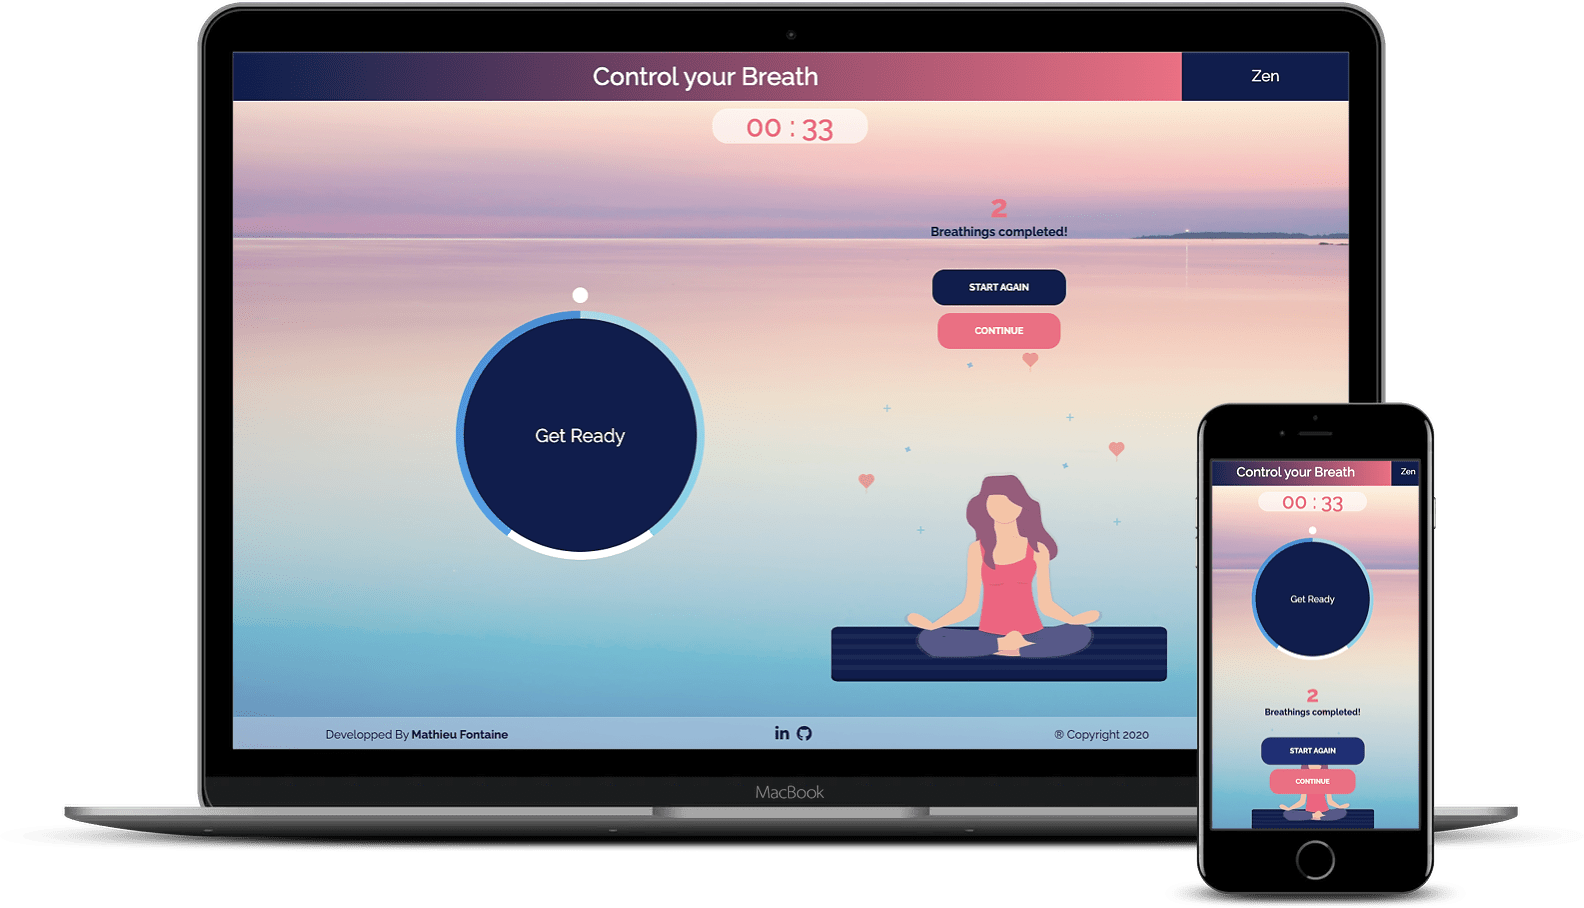 Control your Breath
Zen
00 : 33
2
Breathings completed!
START AGAIN
CONTINUE
Get Ready
Developped By Mathieu Fontaine
in
® Copyright 2020
MacBook
Control your Breath
Zen
00 : 33
Get Ready
2
Breathings completed!
START AGAIN
CONTINUE